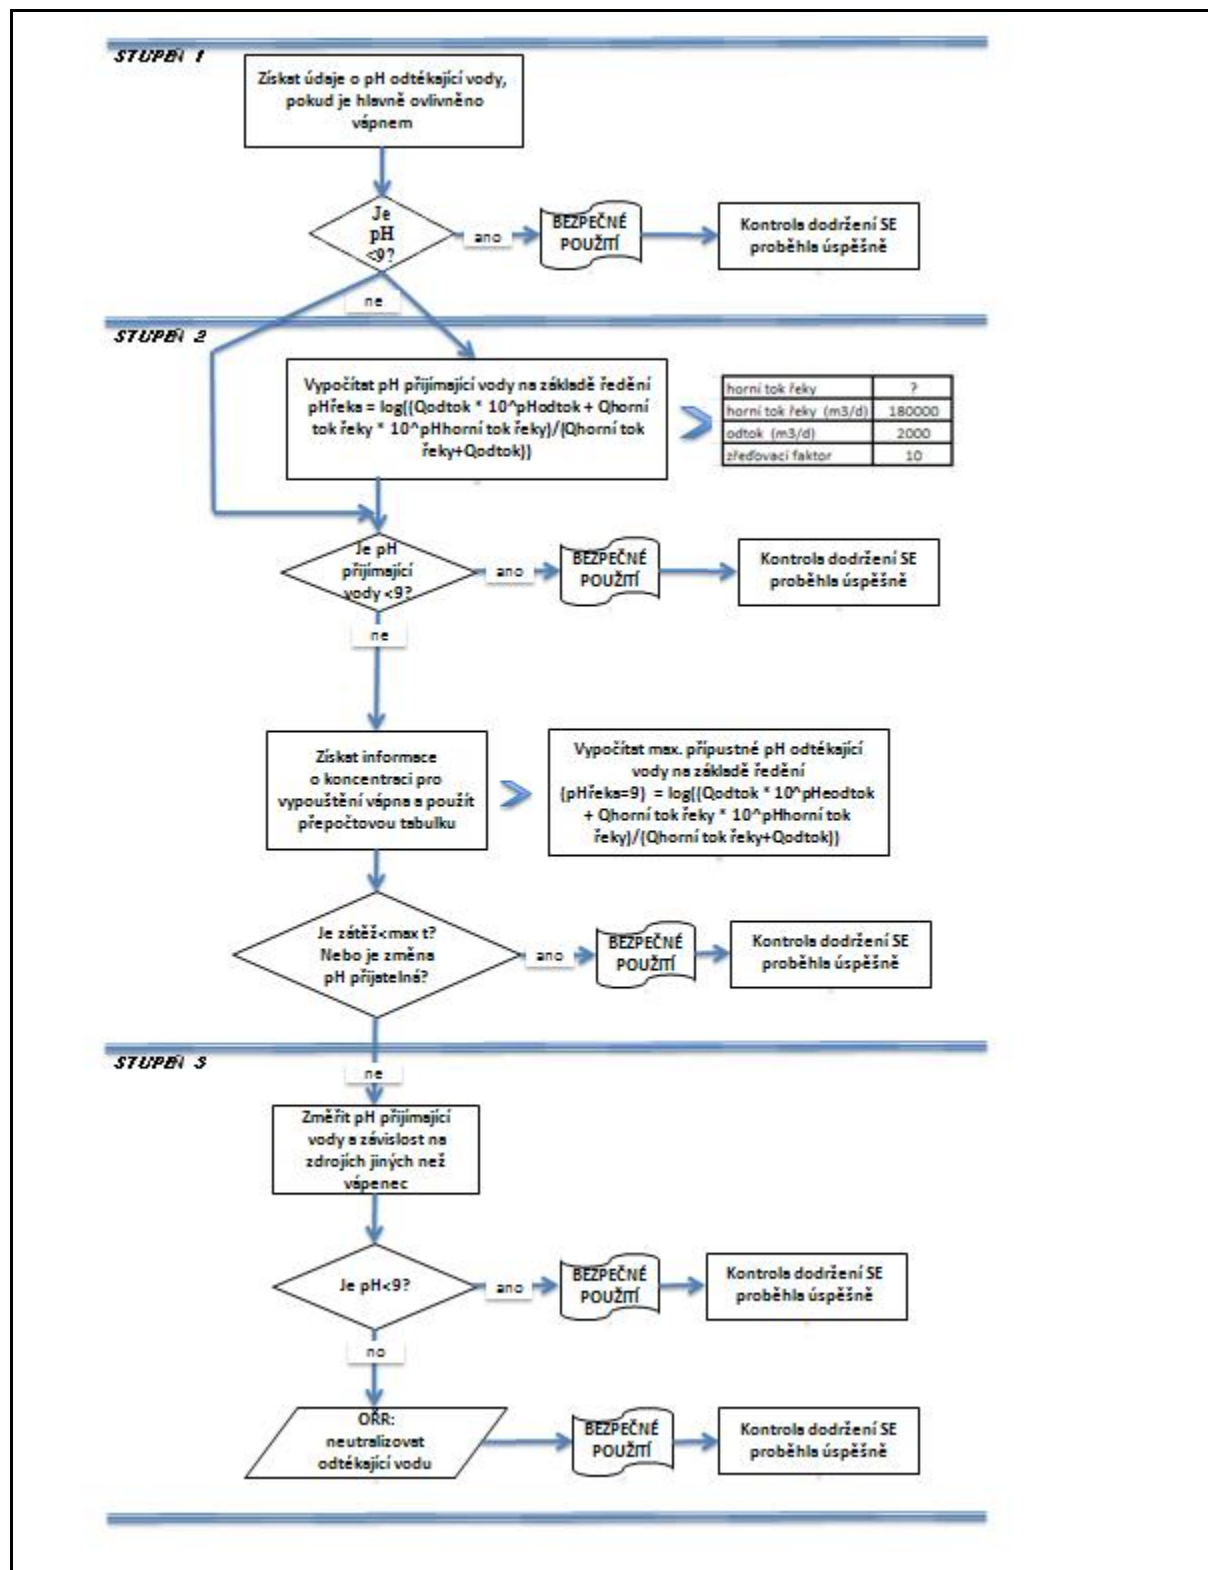 STUPEŇ 1
Získat údaje o pH odtékající vody,
pokud je hlavně ovlivněno
vápnem
Je
pH
<9?
ano
BEZPEČNÉ
POUŽITÍ
Kontrola dodržení SE
proběhla úspěšně
ne
STUPEŇ 2
Vypočítat pH přijímající vody na základě ředění
pHřeka = log((Qodtok * 10^pHodtok + Qhorní
tok řeky * 10^pHhorní tok řeky)/(Qhorní tok
řeky+Qodtok))
horní tok řeky ?
horní tok řeky (m3/d) 180000
odtok (m3/d) 2000
zřeďovací faktor 10
Je pH
přijímající
vody <9?
ano
BEZPEČNÉ
POUŽITÍ
Kontrola dodržení SE
proběhla úspěšně
ne
Získat informace
o koncentraci pro
vypouštění vápna a použít
přepočtovou tabulku
Vypočítat max. přípustné pH odtékající
vody na základě ředění
(pHřeka=9) = log((Qodtok * 10^pHeodtok
+ Qhorní tok řeky * 10^pHhorní tok
řeky)/(Qhorní tok řeky+Qodtok))
Je zátěž<max t?
Nebo je změna
pH přijatelná?
ano
BEZPEČNÉ
POUŽITÍ
Kontrola dodržení SE
proběhla úspěšně
STUPEŇ 3
ne
Změřit pH přijímající
vody a závislost na
zdrojích jiných než
vápenec
Je pH<9?
ano
BEZPEČNÉ
POUŽITÍ
Kontrola dodržení SE
proběhla úspěšně
no
OŘR:
neutralizovat
odtékající vodu
BEZPEČNÉ
POUŽITÍ
Kontrola dodržení SE
proběhla úspěšně